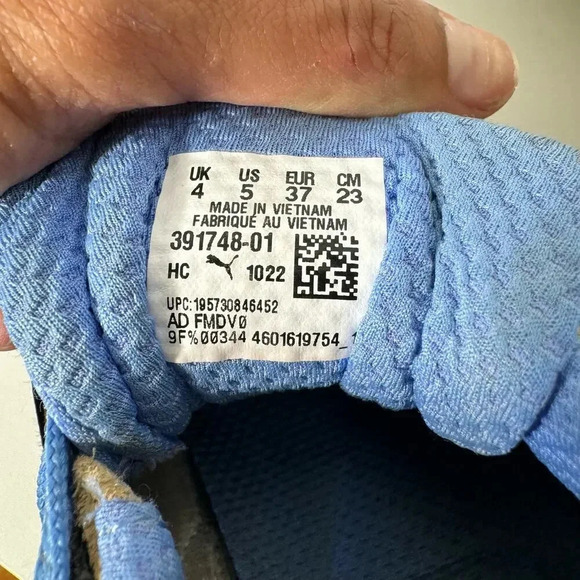 UK US EUR CM
4 5 37 23
MADE IN VIETNAM
FABRIQUÉ AU VIETNAM
391748-01
HC 1022
UPC:195730846452
AD FMDV0
9F%00344 4601619754_1